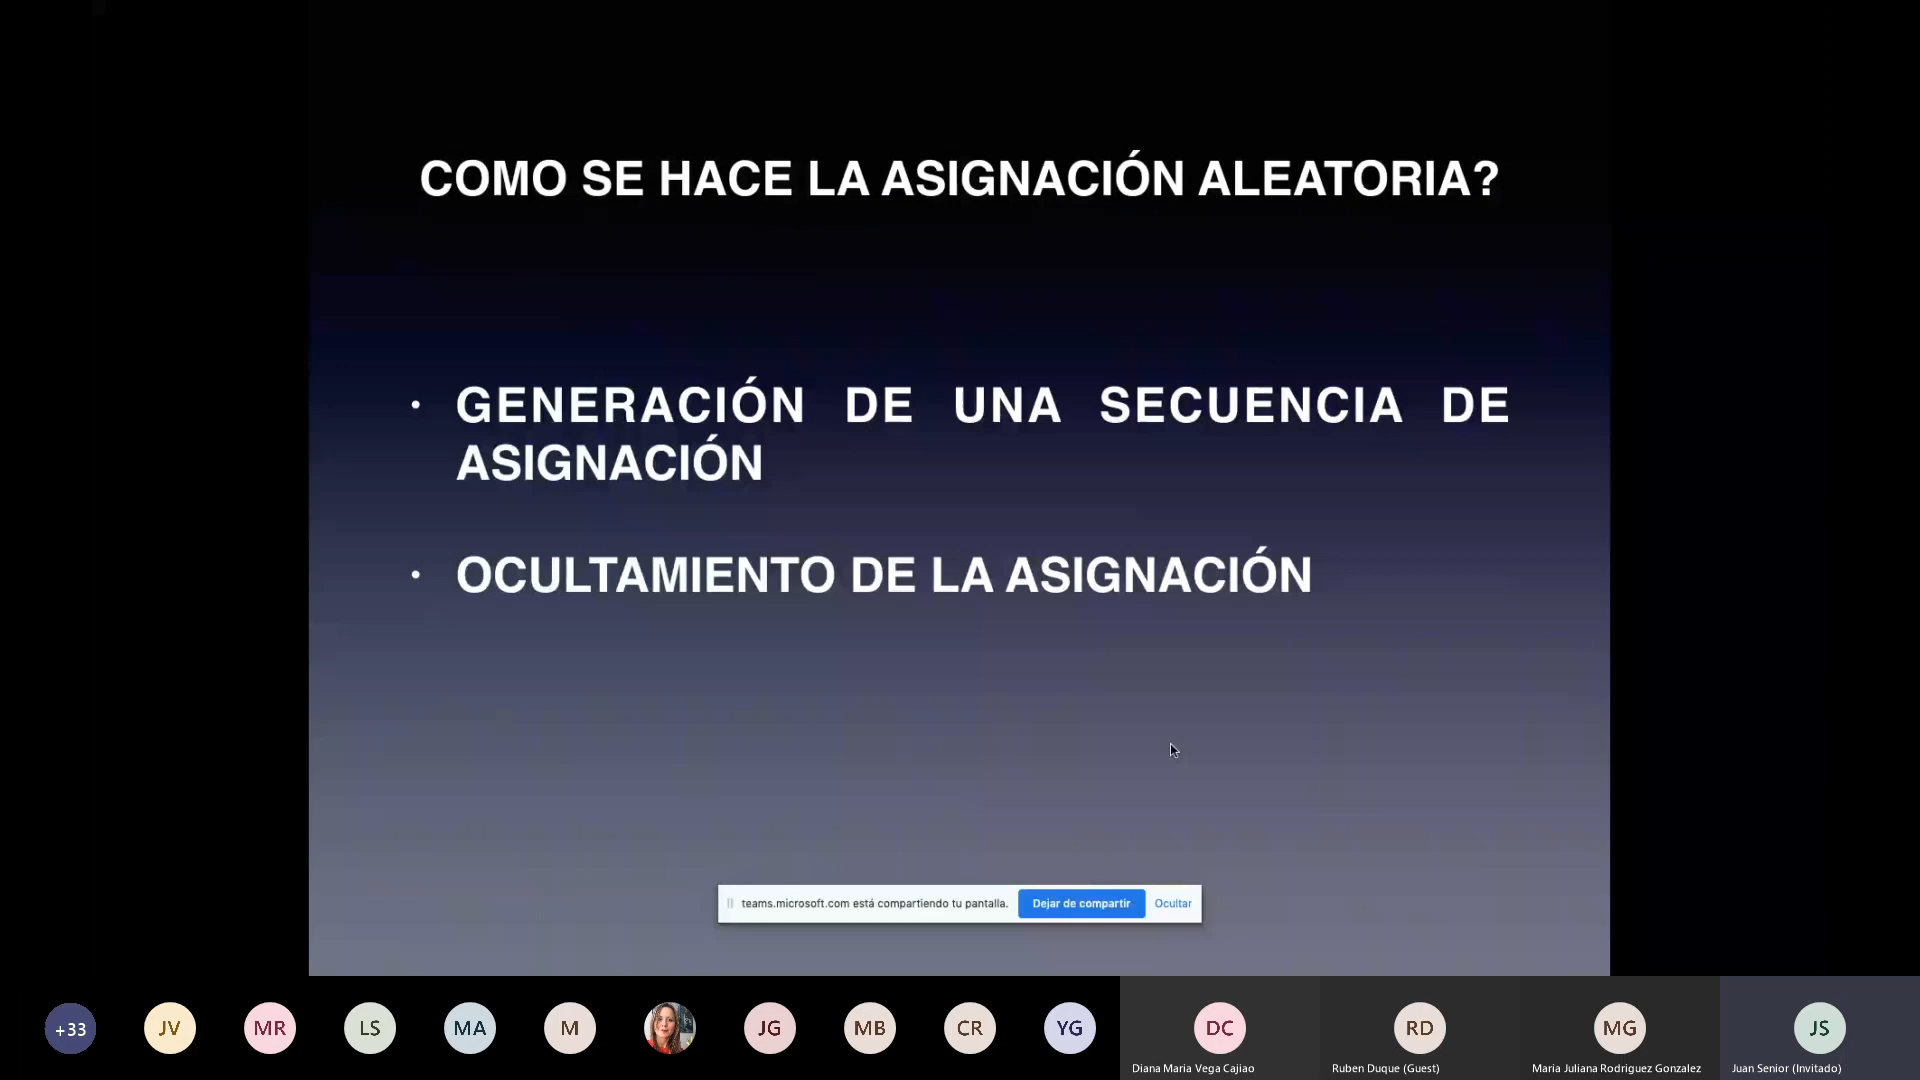 COMO SE HACE LA ASIGNACIÓN ALEATORIA?
• GENERACIÓN DE UNA SECUENCIA DE
ASIGNACIÓN
• OCULTAMIENTO DE LA ASIGNACIÓN
teams.microsoft.com está compartiendo tu pantalla. Dejar de compartir Ocultar
+33 JV MR LS MA M JG MB CR YG DC RD MG JS
Diana Maria Vega Cajiao Ruben Duque (Guest) Maria Juliana Rodriguez Gonzalez Juan Senior (Invitado)